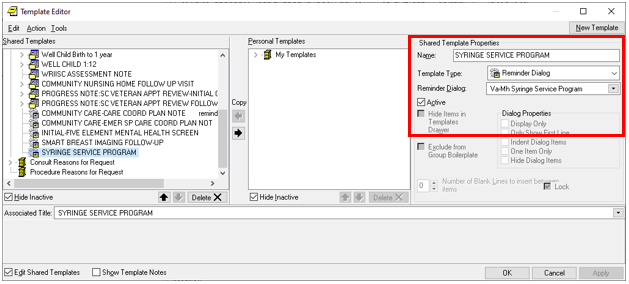 Template Editor
Edit Action Tools
New Template
Shared Templates
Well Child Birth to 1 year
WELL CHILD 1:12
WRIISC ASSESSMENT NOTE
COMMUNITY NURSING HOME FOLLOW UP VISIT
PROGRESS NOTE:SC VETERAN APPT REVIEW-INITIAL C
PROGRESS NOTE:SC VETERAN APPT REVIEW FOLLOW
COMMUNITY CARE-CARE COORD PLAN NOTE remind
COMMUNITY CARE-EMER SP CARE COORD PLAN NOT
INITIAL-FIVE ELEMENT MENTAL HEALTH SCREEN
SMART BREAST IMAGING FOLLOW-UP
SYRINGE SERVICE PROGRAM
Consult Reasons for Request
Procedure Reasons for Request
Hide Inactive
Delete
Copy
Personal Templates
My Templates
Hide Inactive
Delete
Shared Template Properties
Name: SYRINGE SERVICE PROGRAM
Template Type: Reminder Dialog
Reminder Dialog: Va-Mh Syringe Service Program
Active
Hide Items in
Templates
Drawer
Exclude from
Group Boilerplate
Dialog Properties
Display Only
Only Show First Line
Indent Dialog Items
One Item Only
Hide Dialog Items
0 Number of Blank Lines to insert between
items
Lock
Associated Title: SYRINGE SERVICE PROGRAM
Edit Shared Templates
Show Template Notes
OK Cancel Apply